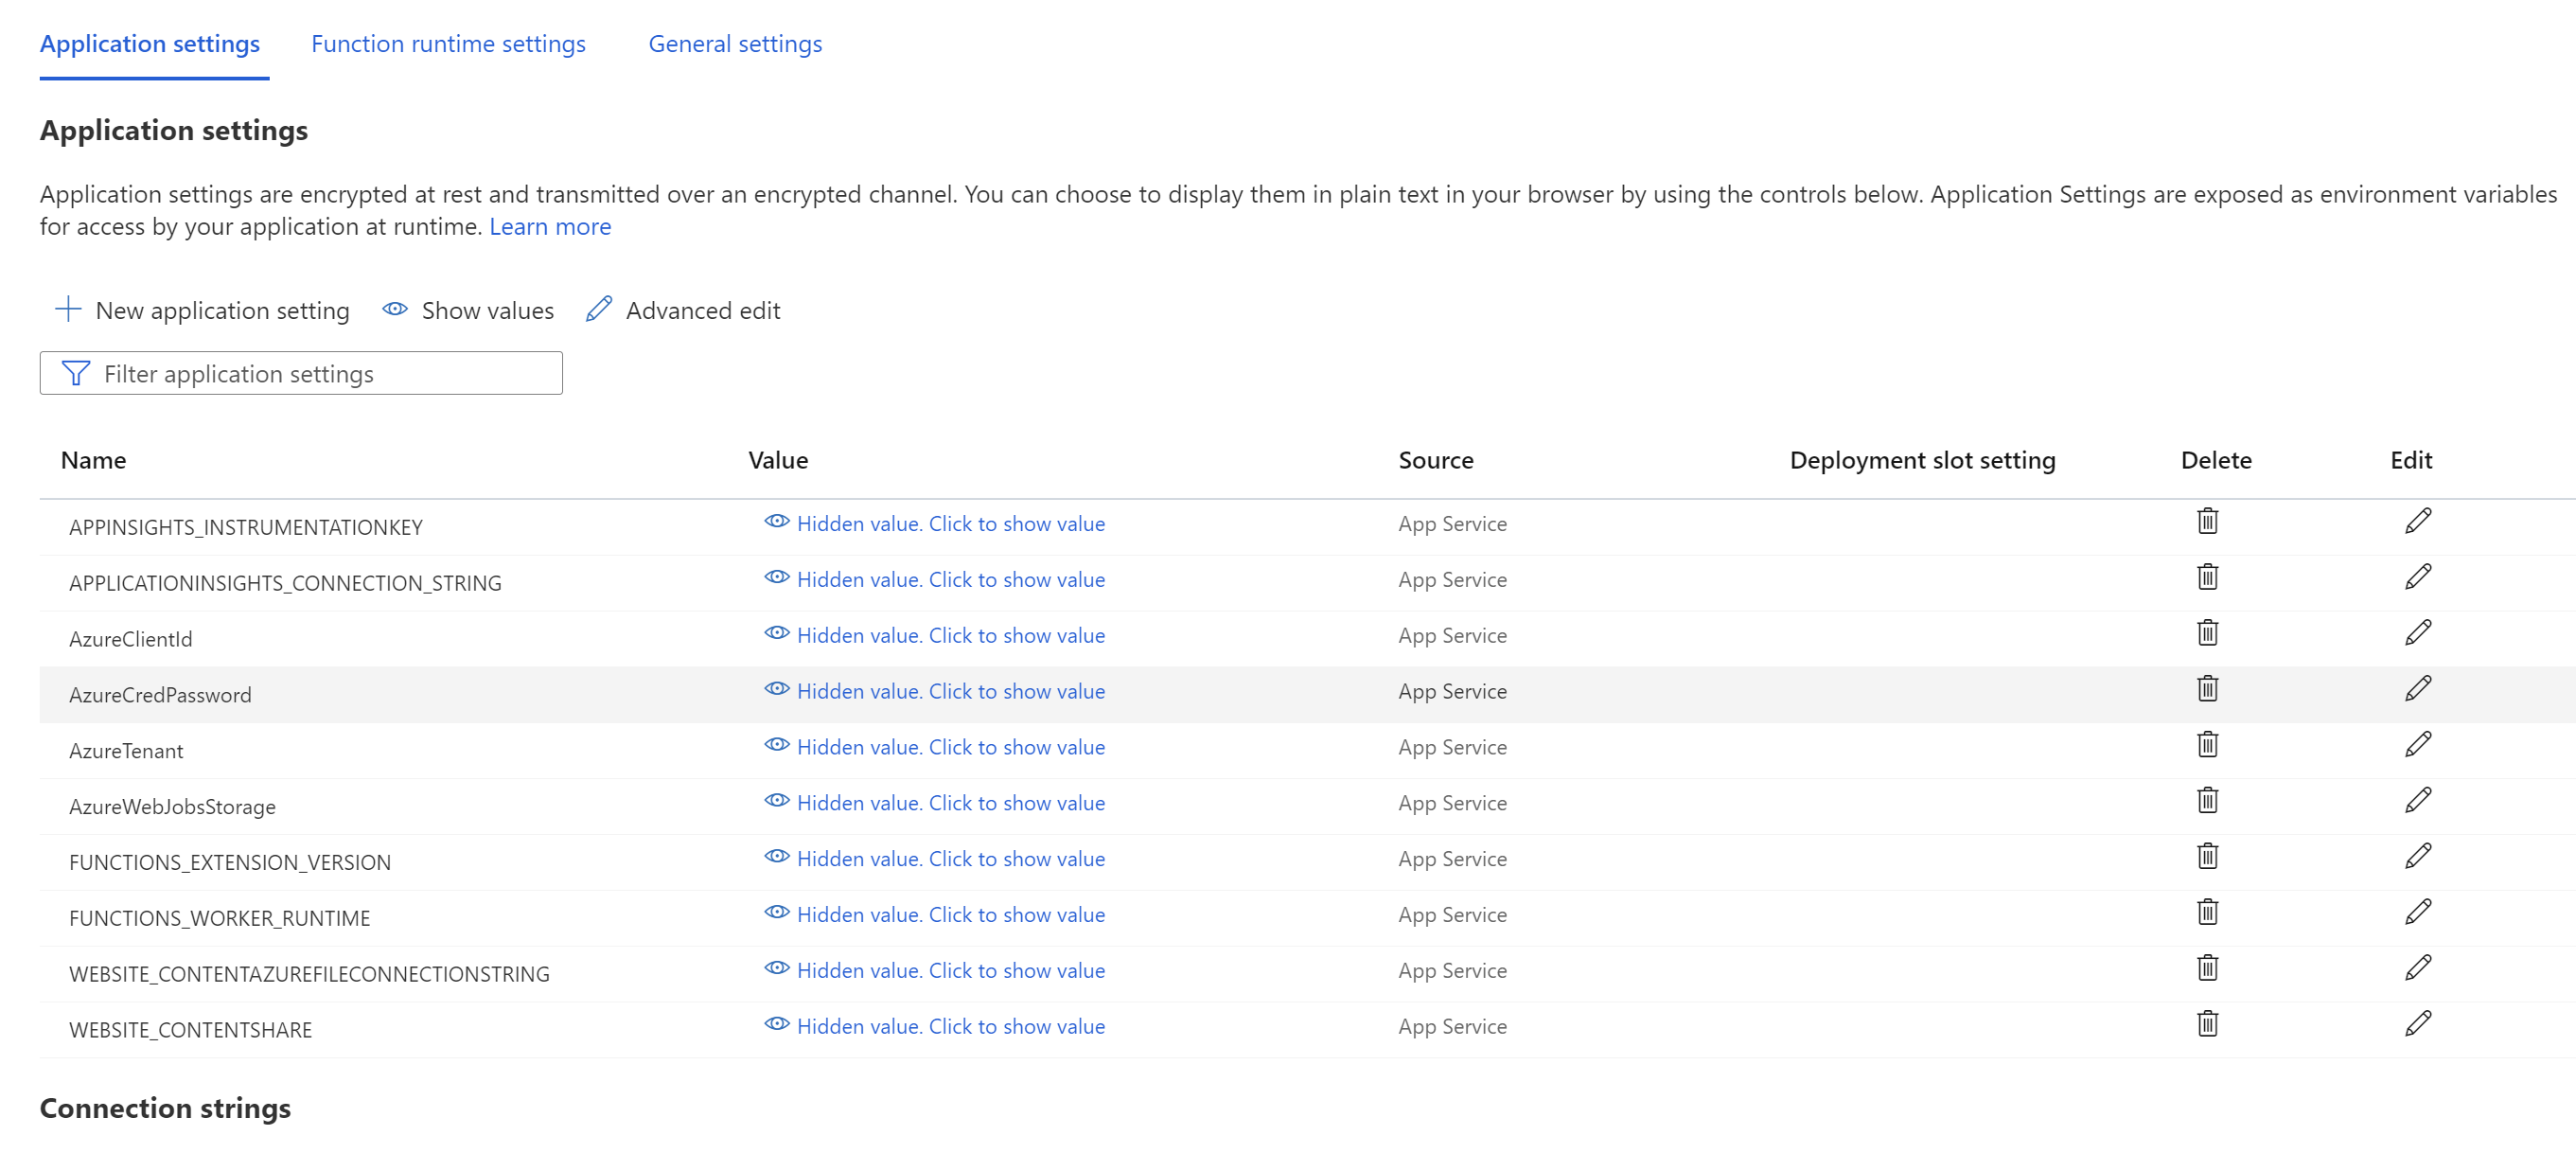 Application settings Function runtime settings General settings
Application settings
Application settings are encrypted at rest and transmitted over an encrypted channel. You can choose to display them in plain text in your browser by using the controls below. Application Settings are exposed as environment variables
for access by your application at runtime. Learn more
New application setting Show values Advanced edit
Filter application settings
Name Value Source Deployment slot setting Delete Edit
APPINSIGHTS_INSTRUMENTATIONKEY Hidden value. Click to show value App Service
APPLICATIONINSIGHTS_CONNECTION_STRING Hidden value. Click to show value App Service
AzureClientId Hidden value. Click to show value App Service
AzureCredPassword Hidden value. Click to show value App Service
AzureTenant Hidden value. Click to show value App Service
AzureWebJobsStorage Hidden value. Click to show value App Service
FUNCTIONS_EXTENSION_VERSION Hidden value. Click to show value App Service
FUNCTIONS_WORKER_RUNTIME Hidden value. Click to show value App Service
WEBSITE_CONTENTAZUREFILECONNECTIONSTRING Hidden value. Click to show value App Service
WEBSITE_CONTENTSHARE Hidden value. Click to show value App Service
Connection strings